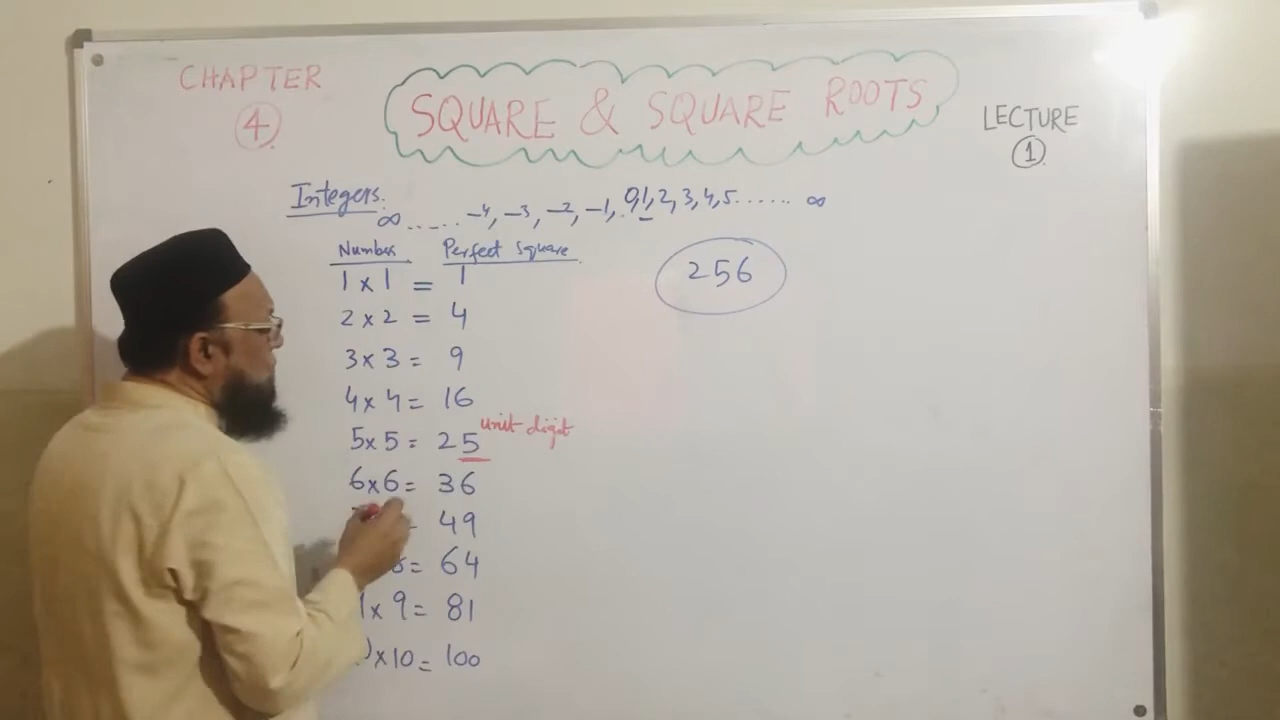 CHAPTER
4
SQUARE & SQUARE ROOTS
LECTURE
1
Integers.
∞ ...... -4, -3, -2, -1, 0, 1, 2, 3, 4, 5...... ∞
Number Perfect Square
1 x 1 = 1
2 x 2 = 4
3 x 3 = 9
4 x 4 = 16
5 x 5 = 25 unit digit
6 x 6 = 36
= 49
= 64
x 9 = 81
x 10 = 100
256